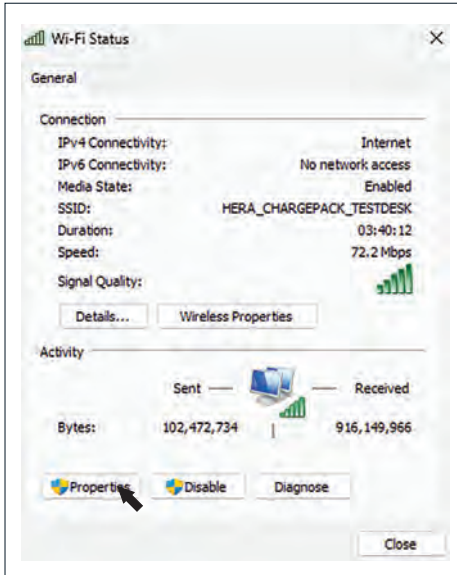 Wi-Fi Status
General
Connection
IPv4 Connectivity: Internet
IPv6 Connectivity: No network access
Media State: Enabled
SSID: HERA_CHARGEPACK_TESTDESK
Duration: 03:40:12
Speed: 72.2 Mbps
Signal Quality:
Details... Wireless Properties
Activity
Sent Received
Bytes: 102,472,734 916,149,966
Properties Disable Diagnose
Close